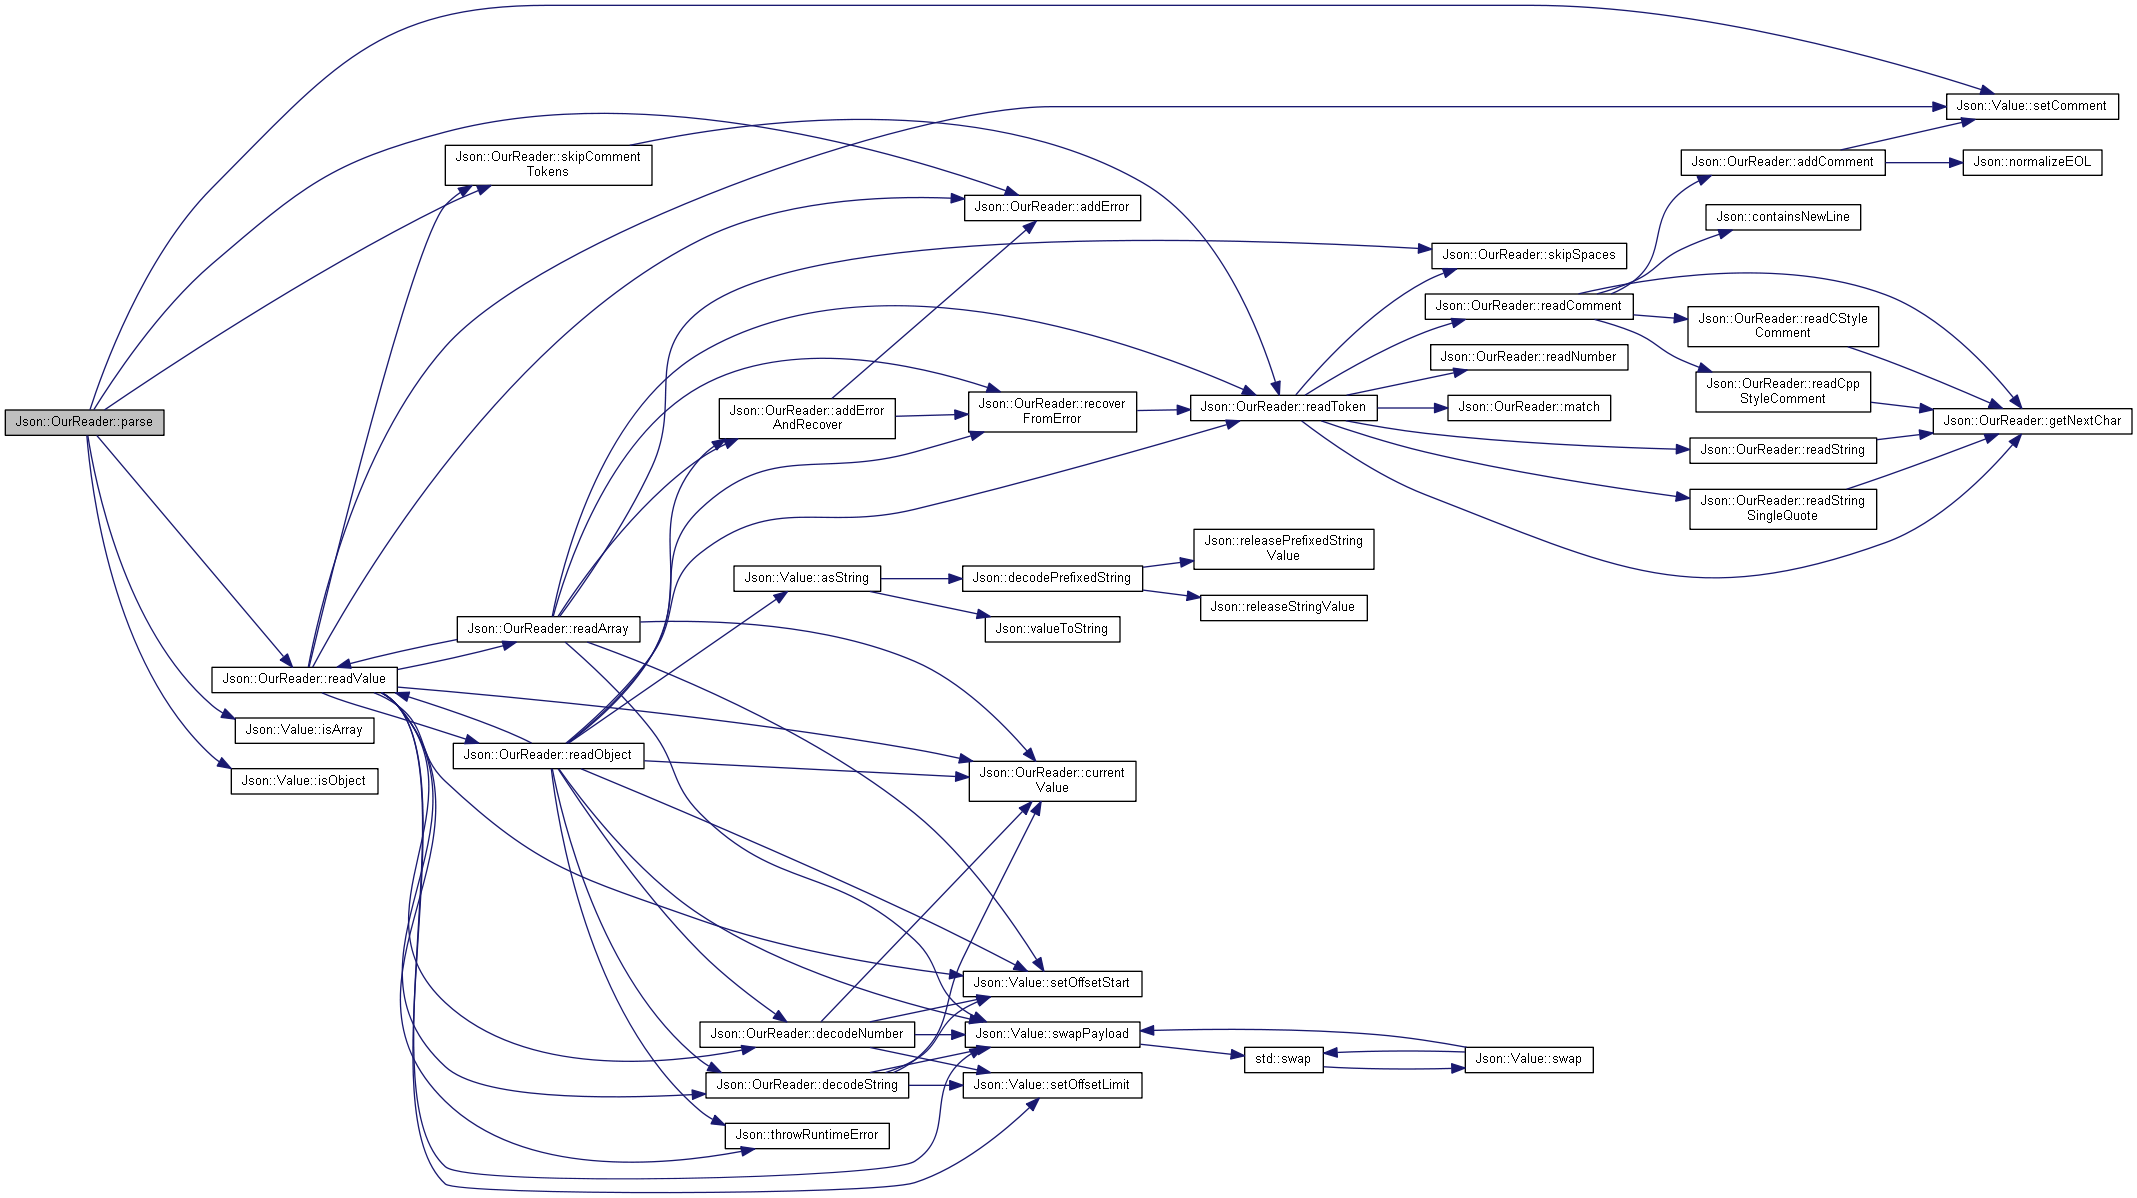 Json::OurReader::parse
Json::OurReader::skipComment
Tokens
Json::OurReader::readValue
Json::Value::isArray
Json::Value::isObject
Json::OurReader::readArray
Json::OurReader::readObject
Json::OurReader::addError
AndRecover
Json::Value::asString
Json::OurReader::decodeNumber
Json::OurReader::decodeString
Json::throwRuntimeError
Json::OurReader::addError
Json::OurReader::recover
FromError
Json::decodePrefixedString
Json::valueToString
Json::OurReader::current
Value
Json::Value::setOffsetStart
Json::Value::swapPayload
Json::Value::setOffsetLimit
Json::OurReader::readToken
Json::releasePrefixedString
Value
Json::releaseStringValue
std::swap
Json::OurReader::skipSpaces
Json::OurReader::readComment
Json::OurReader::readNumber
Json::OurReader::match
Json::Value::swap
Json::OurReader::addComment
Json::containsNewLine
Json::OurReader::readCStyle
Comment
Json::OurReader::readCpp
StyleComment
Json::OurReader::readString
Json::OurReader::readString
SingleQuote
Json::Value::setComment
Json::normalizeEOL
Json::OurReader::getNextChar